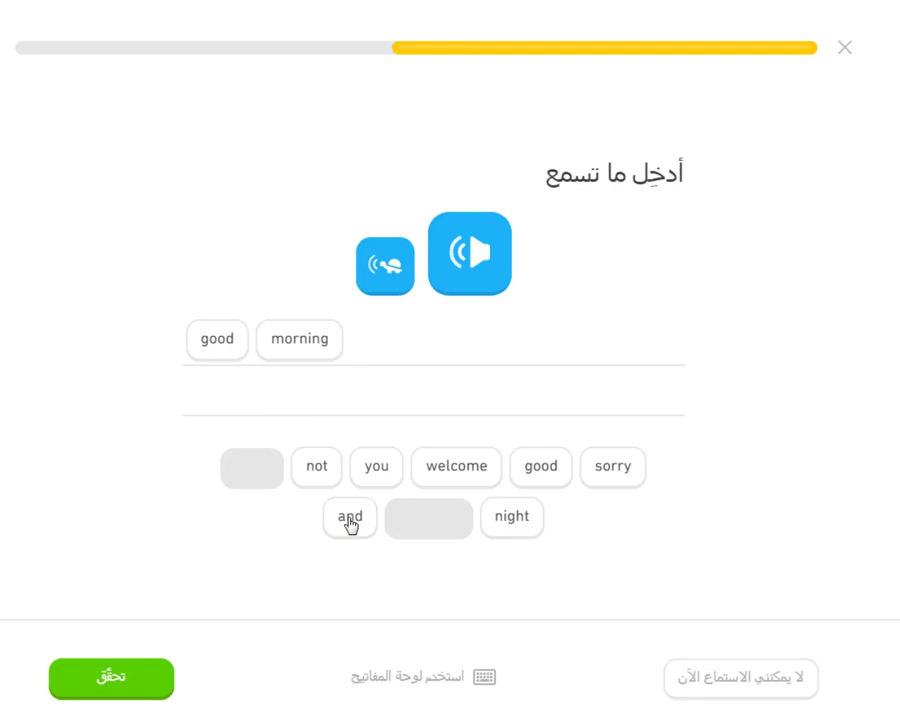 أدخِل ما تسمع
good morning
not you welcome good sorry
and night
لا يمكنني الاستماع الآن استخدم لوحة المفاتيح تحقَّق